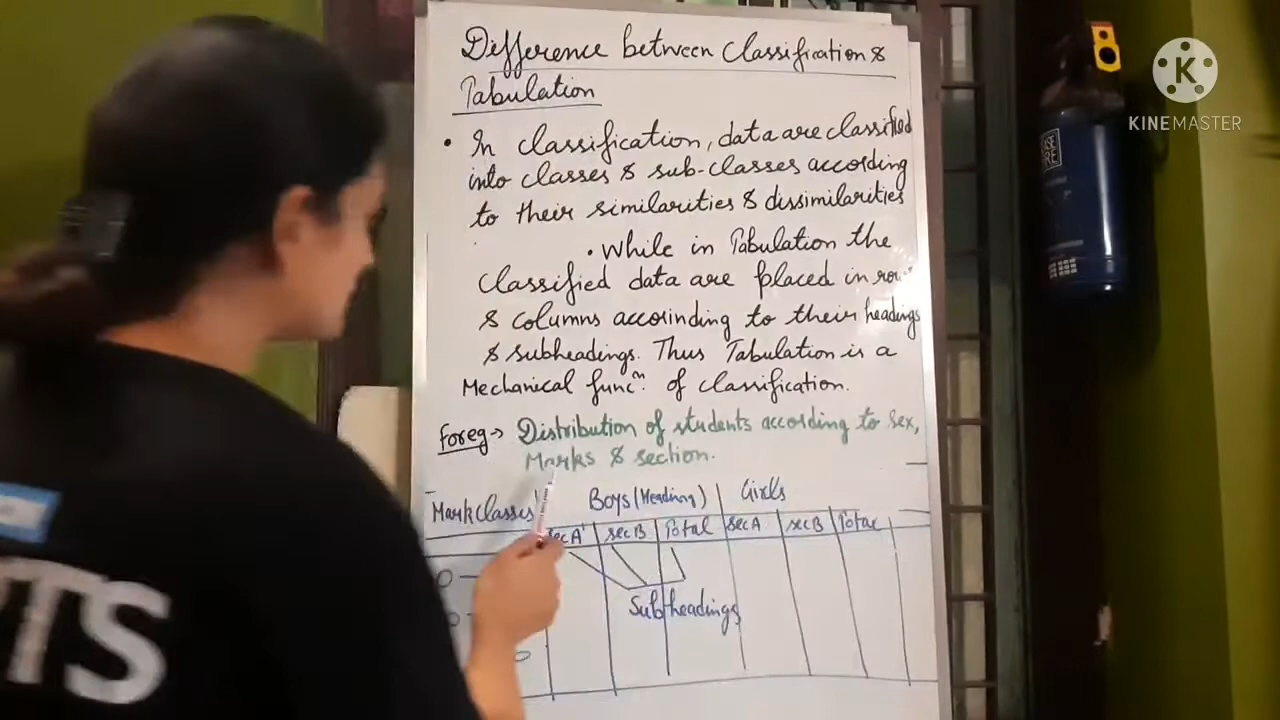 Difference between Classification &
Tabulation
• In classification, data are classified
into classes & sub-classes according
to their similarities & dissimilarities
• While in Tabulation the
Classified data are placed in
& columns accorinding to their headings
& subheadings. Thus Tabulation is a
Mechanical funcⁿ. of classification.
Foreg→ Distribution of students according to sex,
Marks & section.
Mark Classes Boys (Heading) Girls
sec A sec B Total sec A sec B Total
Subheadings
KINEMASTER